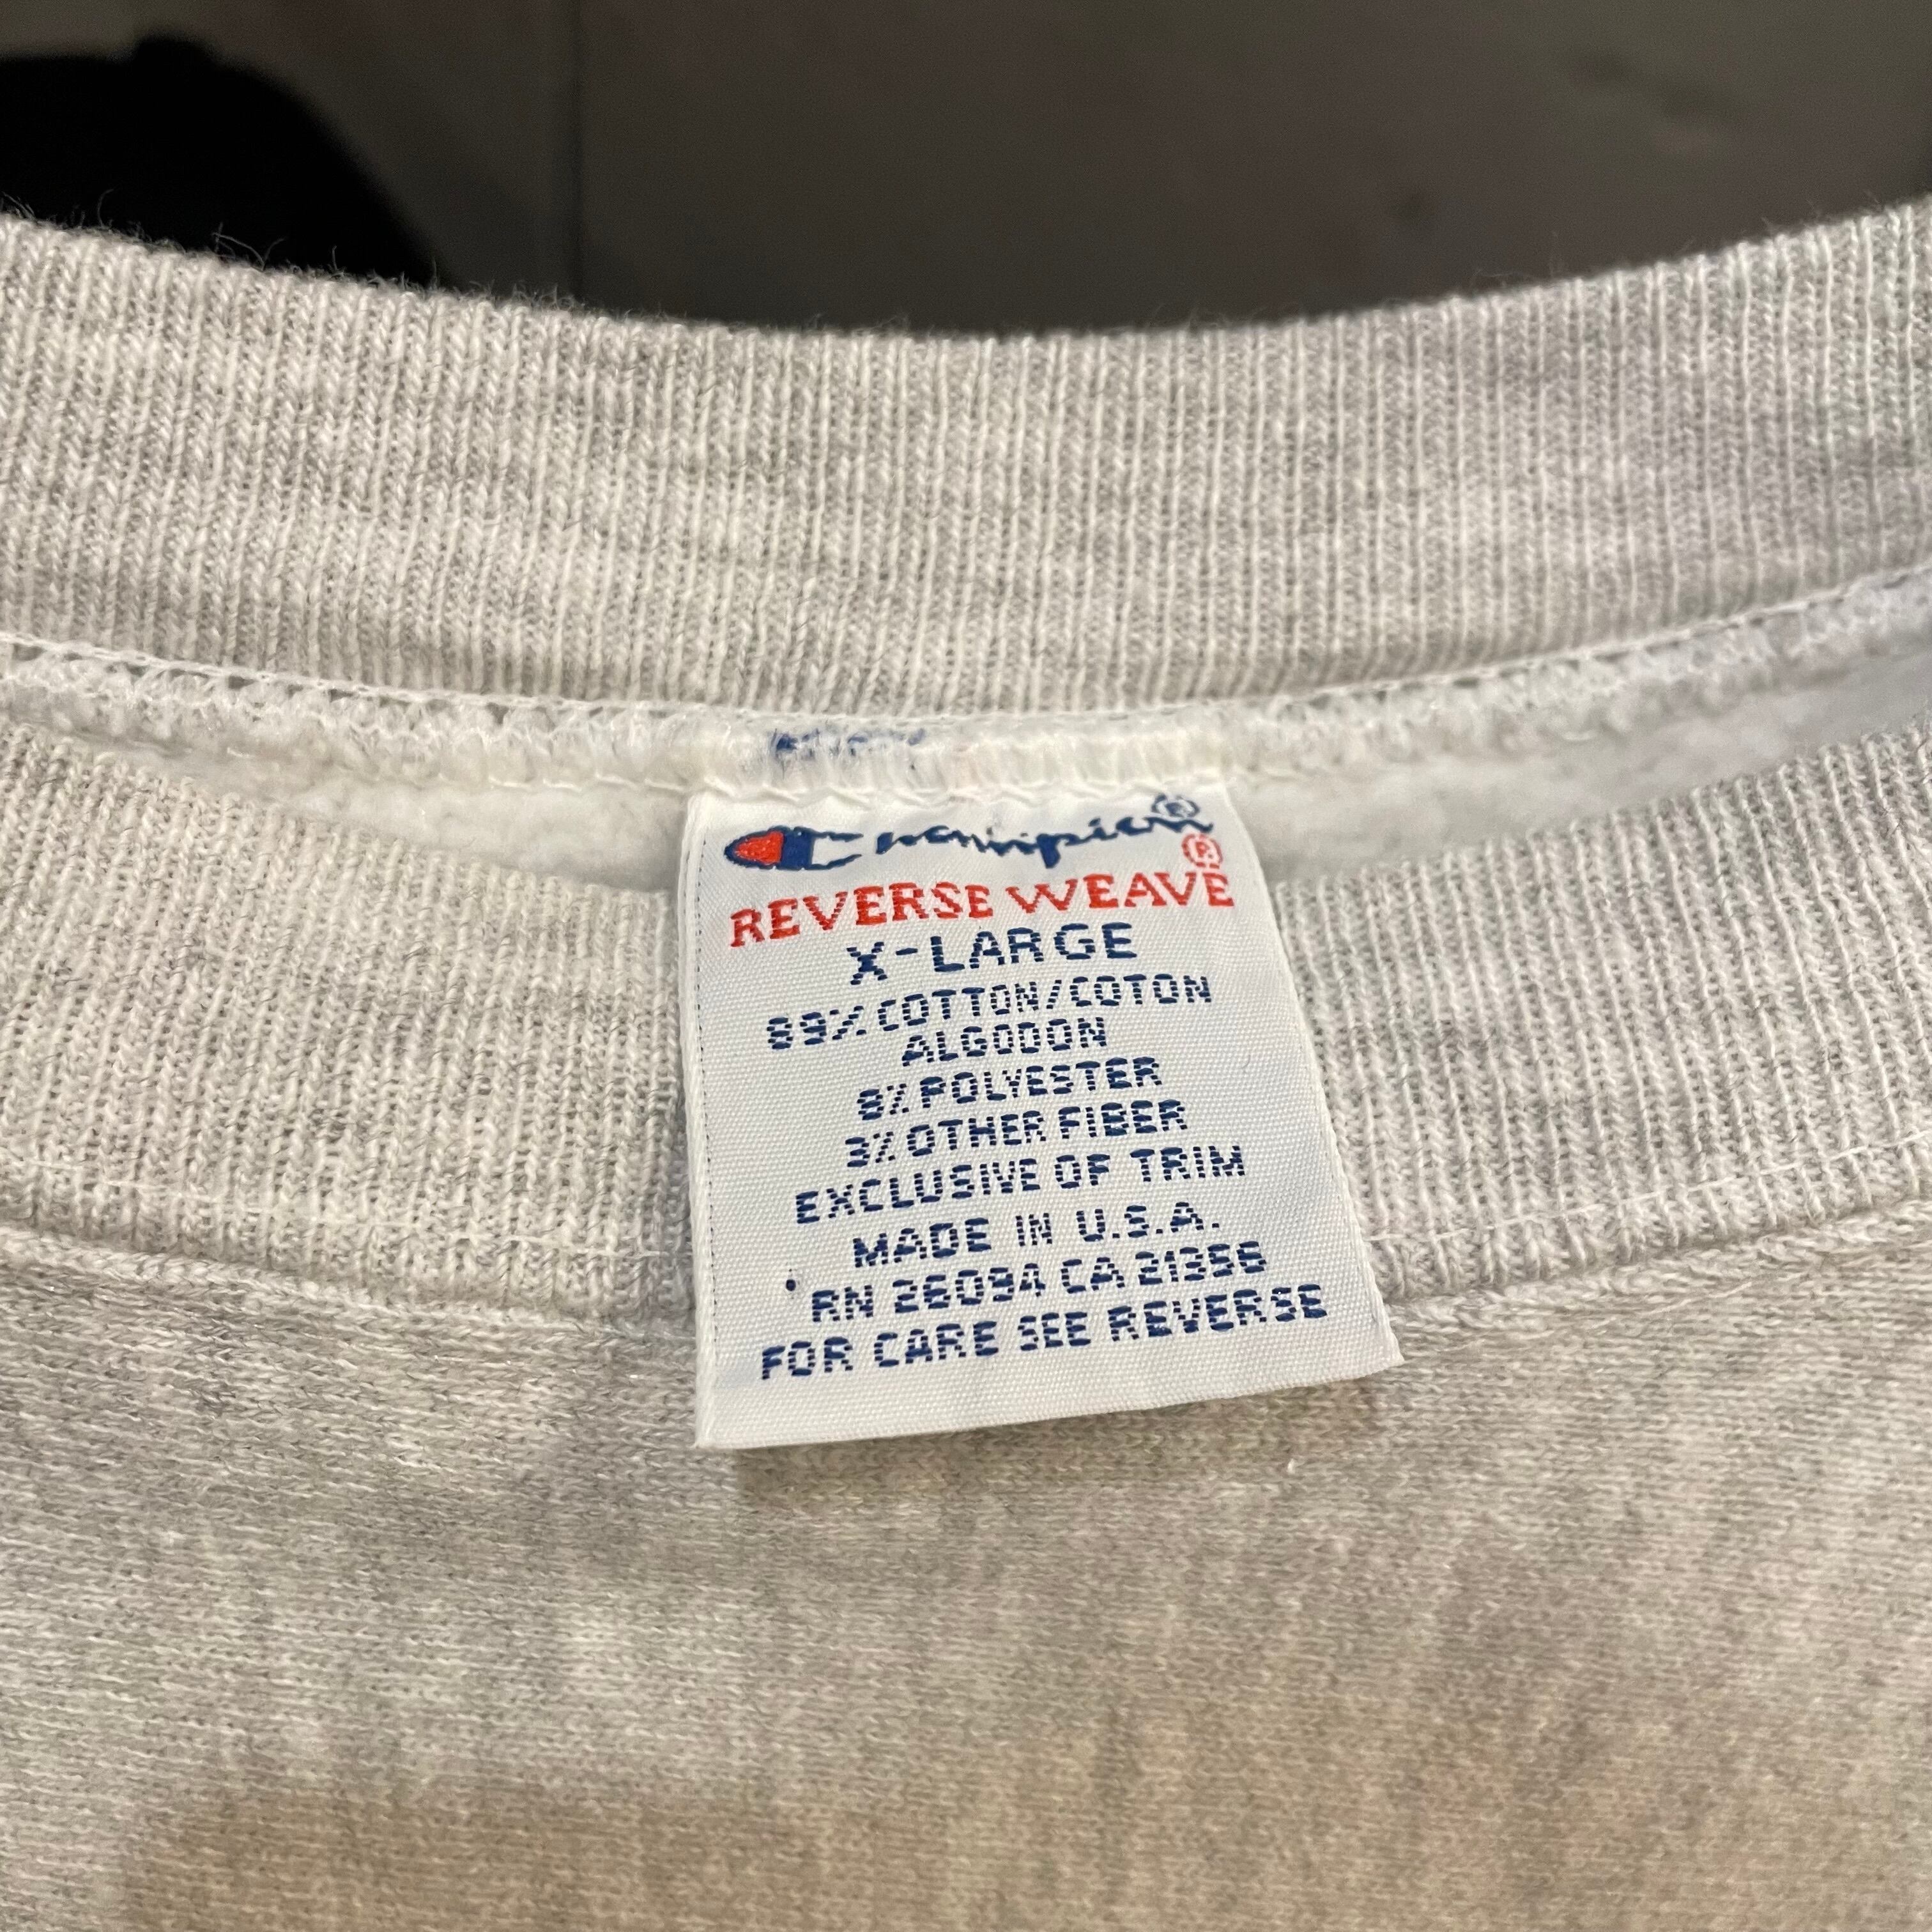 Champion®
REVERSE WEAVE®
X-LARGE
89% COTTON/COTON
ALGODON
8% POLYESTER
3% OTHER FIBER
EXCLUSIVE OF TRIM
MADE IN U.S.A.
RN 26094 CA 21356
FOR CARE SEE REVERSE